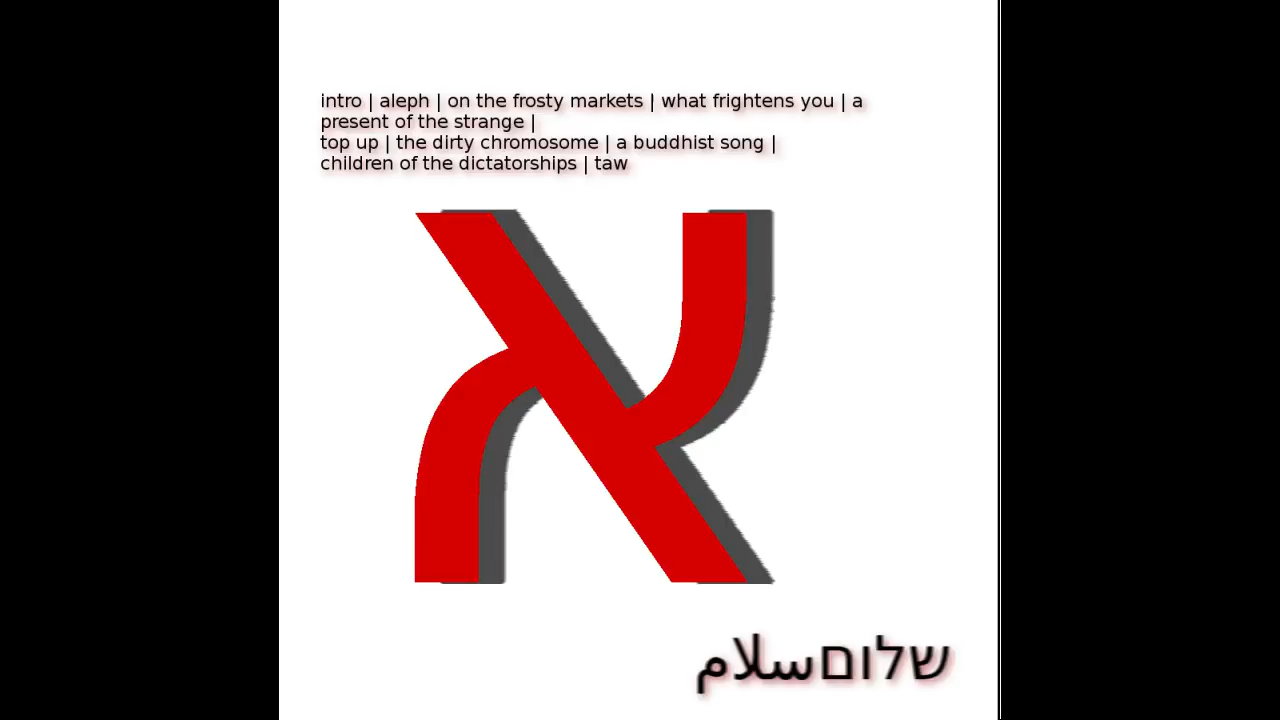 intro | aleph | on the frosty markets | what frightens you | a
present of the strange |
top up | the dirty chromosome | a buddhist song |
children of the dictatorships | taw
א
שלוםسلام